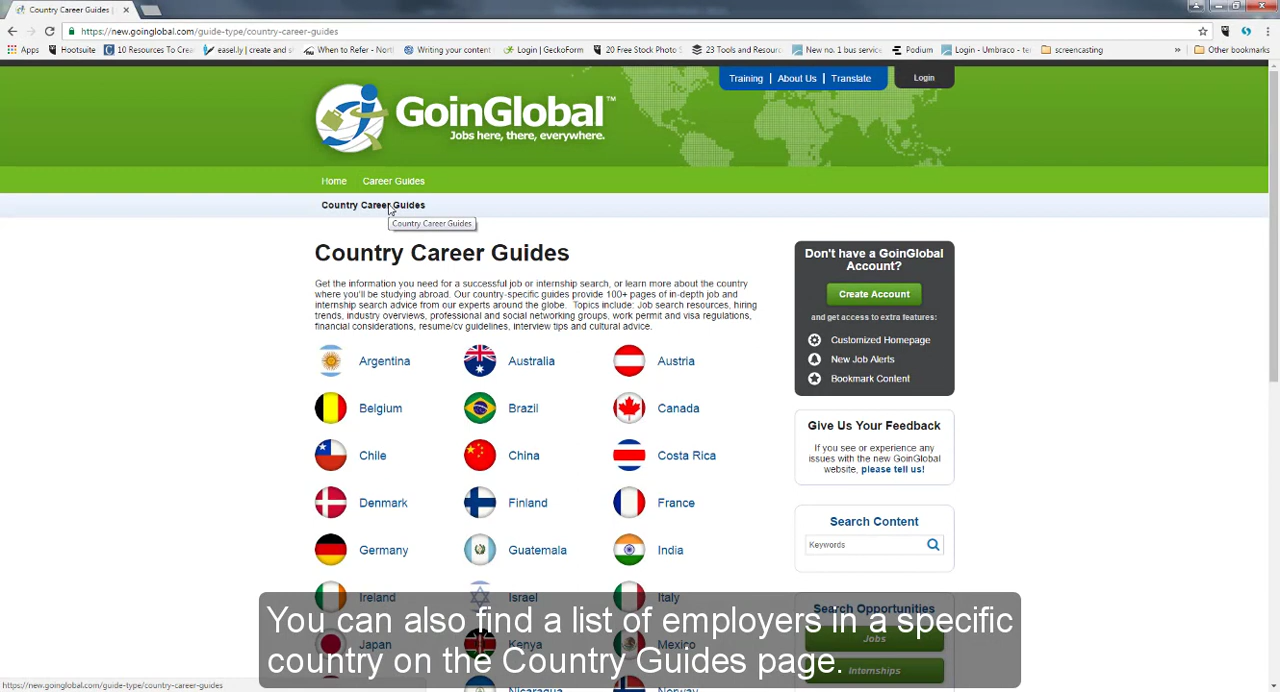 Country Career Guides |
https://new.goinglobal.com/guide-type/country-career-guides
Apps Hootsuite 10 Resources To Crea easel.ly | create and s When to Refer - North Writing your content Login | GeckoForm 20 Free Stock Photo S 23 Tools and Resourc New no. 1 bus service Podium Login - Umbraco - te screencasting » Other bookmarks
Training | About Us | Translate Login
GoinGlobal™
Jobs here, there, everywhere.
Home Career Guides
Country Career Guides
Country Career Guides
Country Career Guides
Get the information you need for a successful job or internship search, or learn more about the country
where you'll be studying abroad. Our country-specific guides provide 100+ pages of in-depth job and
internship search advice from our experts around the globe. Topics include: Job search resources, hiring
trends, industry overviews, professional and social networking groups, work permit and visa regulations,
financial considerations, resume/cv guidelines, interview tips and cultural advice.
Argentina Australia Austria
Belgium Brazil Canada
Chile China Costa Rica
Denmark Finland France
Germany Guatemala India
Ireland Israel Italy
Japan Kenya Mexico
Nicaragua Norway
Don't have a GoinGlobal
Account?
Create Account
and get access to extra features:
Customized Homepage
New Job Alerts
Bookmark Content
Give Us Your Feedback
If you see or experience any
issues with the new GoinGlobal
website, please tell us!
Search Content
Keywords
Search Opportunities
Jobs
Internships
You can also find a list of employers in a specific
country on the Country Guides page.
https://new.goinglobal.com/guide-type/country-career-guides